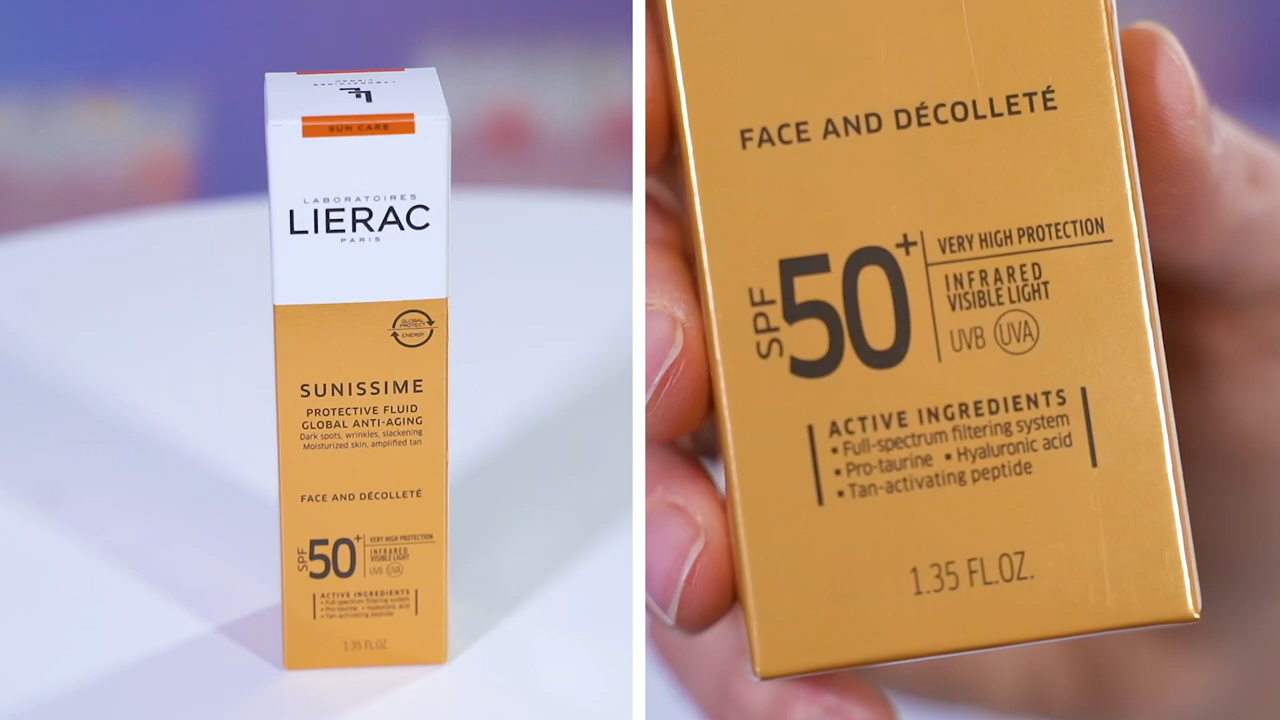 SUN CARE
LABORATOIRES
LIERAC
PARIS
GLOBAL
PROTECT
ENERGY
SUNISSIME
PROTECTIVE FLUID
GLOBAL ANTI-AGING
Dark spots, wrinkles, slackening
Moisturized skin, amplified tan
FACE AND DÉCOLLETÉ
SPF 50+
VERY HIGH PROTECTION
INFRARED
VISIBLE LIGHT
UVB UVA
ACTIVE INGREDIENTS
▪ Full-spectrum filtering system
▪ Pro-taurine ▪ Hyaluronic acid
▪ Tan-activating peptide
1.35 FL.OZ.
FACE AND DÉCOLLETÉ
SPF 50+
VERY HIGH PROTECTION
INFRARED
VISIBLE LIGHT
UVB UVA
ACTIVE INGREDIENTS
▪ Full-spectrum filtering system
▪ Pro-taurine ▪ Hyaluronic acid
▪ Tan-activating peptide
1.35 FL.OZ.